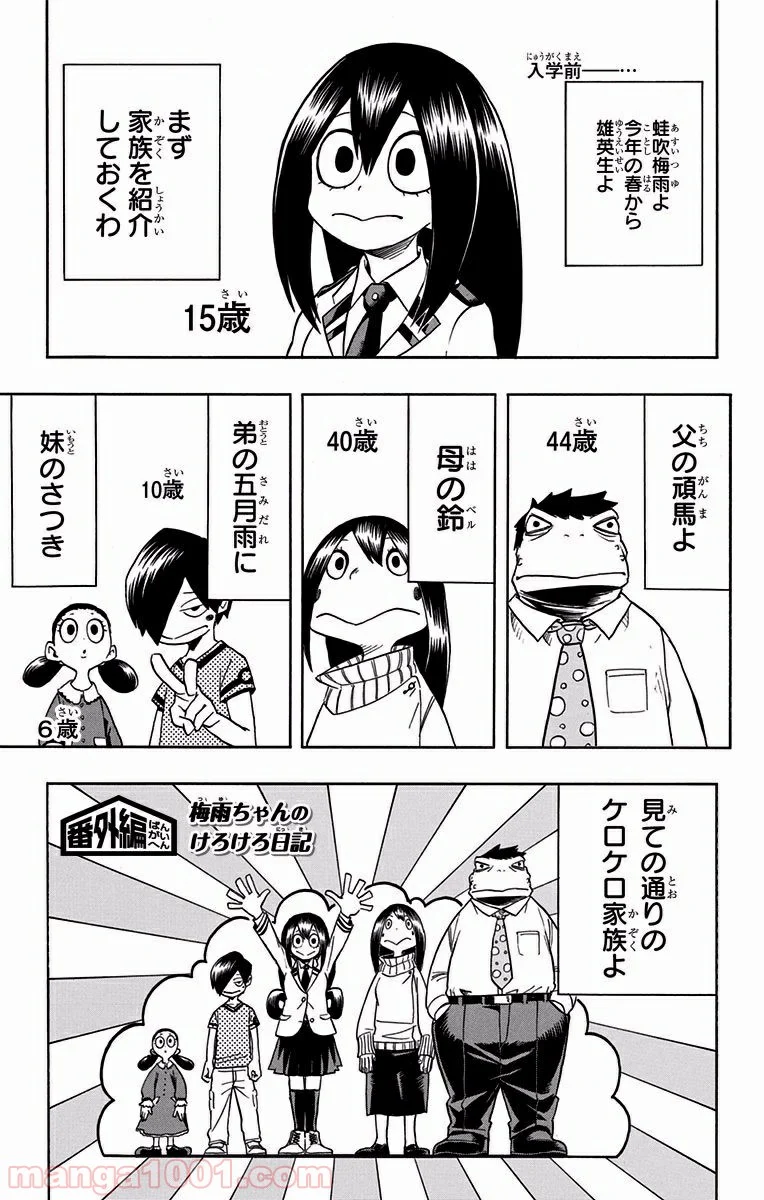 入学前――…
蛙吹梅雨よ
今年の春から
雄英生よ
まず
家族を紹介
しておくわ
15歳
父の頑馬よ
44歳
母の鈴
40歳
弟の五月雨に
10歳
妹のさつき
6歳
見ての通りの
ケロケロ家族よ
番外編
梅雨ちゃんの
けろけろ日記
manga1001.com